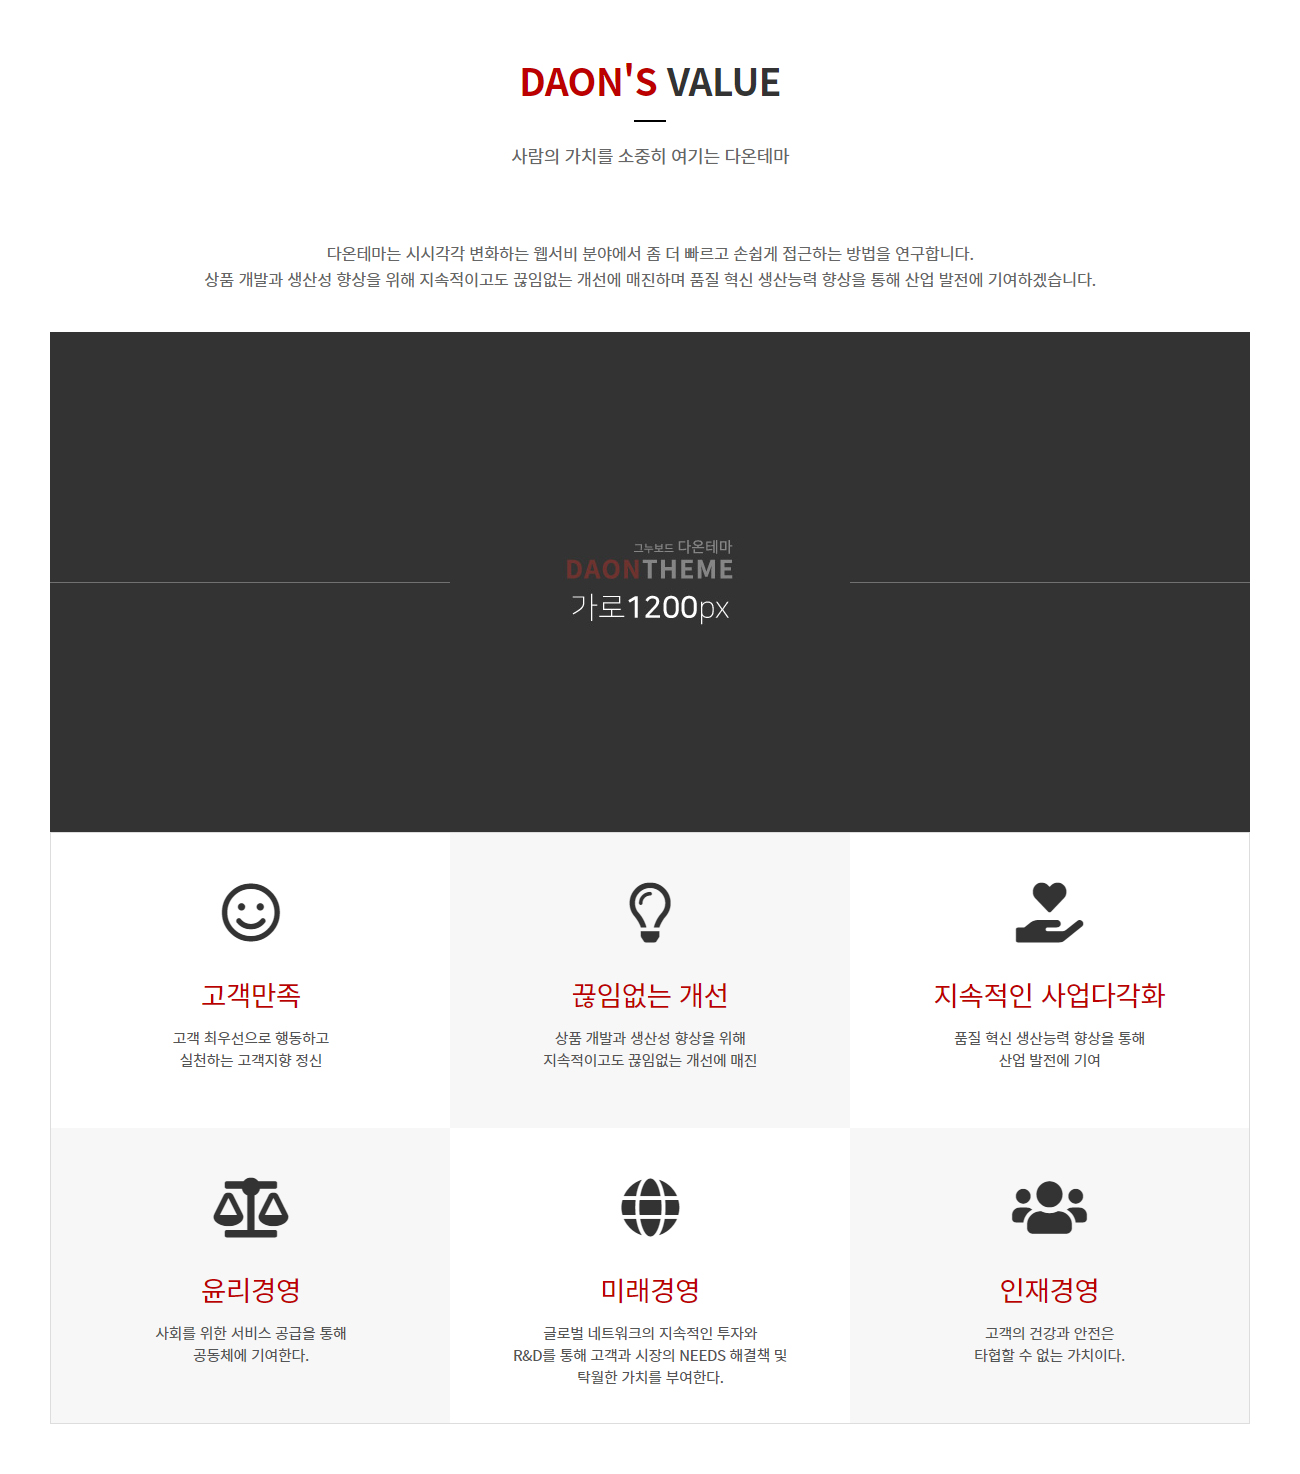 DAON'S VALUE
사람의 가치를 소중히 여기는 다온테마
다온테마는 시시각각 변화하는 웹서비 분야에서 좀 더 빠르고 손쉽게 접근하는 방법을 연구합니다.
상품 개발과 생산성 향상을 위해 지속적이고도 끊임없는 개선에 매진하며 품질 혁신 생산능력 향상을 통해 산업 발전에 기여하겠습니다.
그누보드 다온테마
DAONTHEME
가로1200px
고객만족
고객 최우선으로 행동하고
실천하는 고객지향 정신
끊임없는 개선
상품 개발과 생산성 향상을 위해
지속적이고도 끊임없는 개선에 매진
지속적인 사업다각화
품질 혁신 생산능력 향상을 통해
산업 발전에 기여
윤리경영
사회를 위한 서비스 공급을 통해
공동체에 기여한다.
미래경영
글로벌 네트워크의 지속적인 투자와
R&D를 통해 고객과 시장의 NEEDS 해결책 및
탁월한 가치를 부여한다.
인재경영
고객의 건강과 안전은
타협할 수 없는 가치이다.